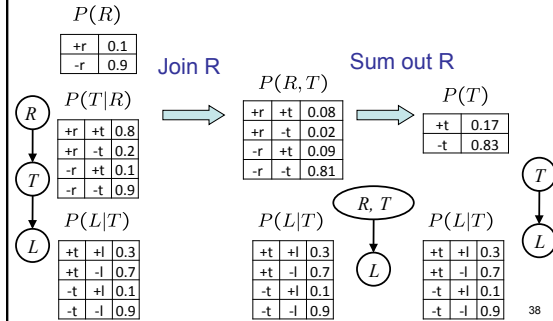 P(R)
+r 0.1
-r 0.9
Join R
Sum out R
R
T
L
P(T|R)
+r +t 0.8
+r -t 0.2
-r +t 0.1
-r -t 0.9
P(L|T)
+t +l 0.3
+t -l 0.7
-t +l 0.1
-t -l 0.9
P(R,T)
+r +t 0.08
+r -t 0.02
-r +t 0.09
-r -t 0.81
P(L|T)
+t +l 0.3
+t -l 0.7
-t +l 0.1
-t -l 0.9
R, T
L
P(T)
+t 0.17
-t 0.83
P(L|T)
+t +l 0.3
+t -l 0.7
-t +l 0.1
-t -l 0.9
T
L
38